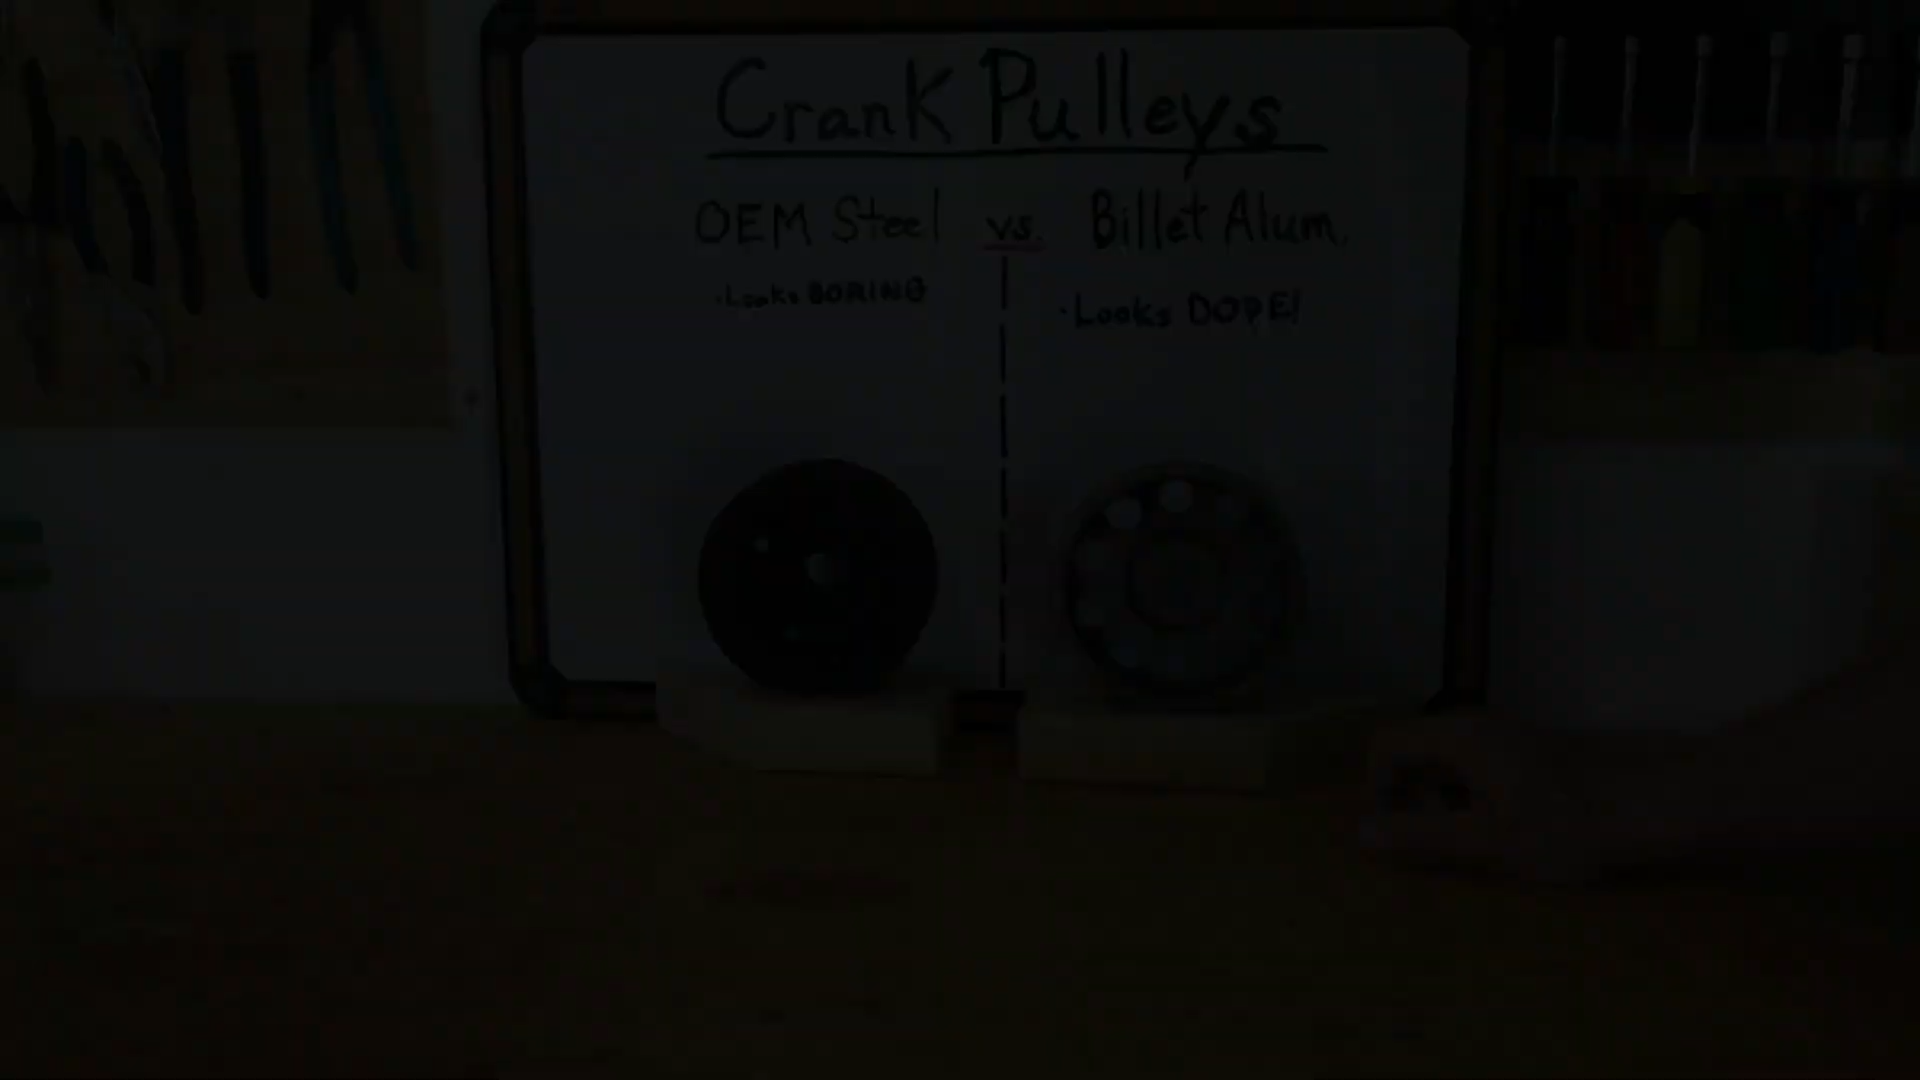 Crank Pulleys
OEM Steel vs. Billet Alum.
·Looks BORING
·Looks DOPE!